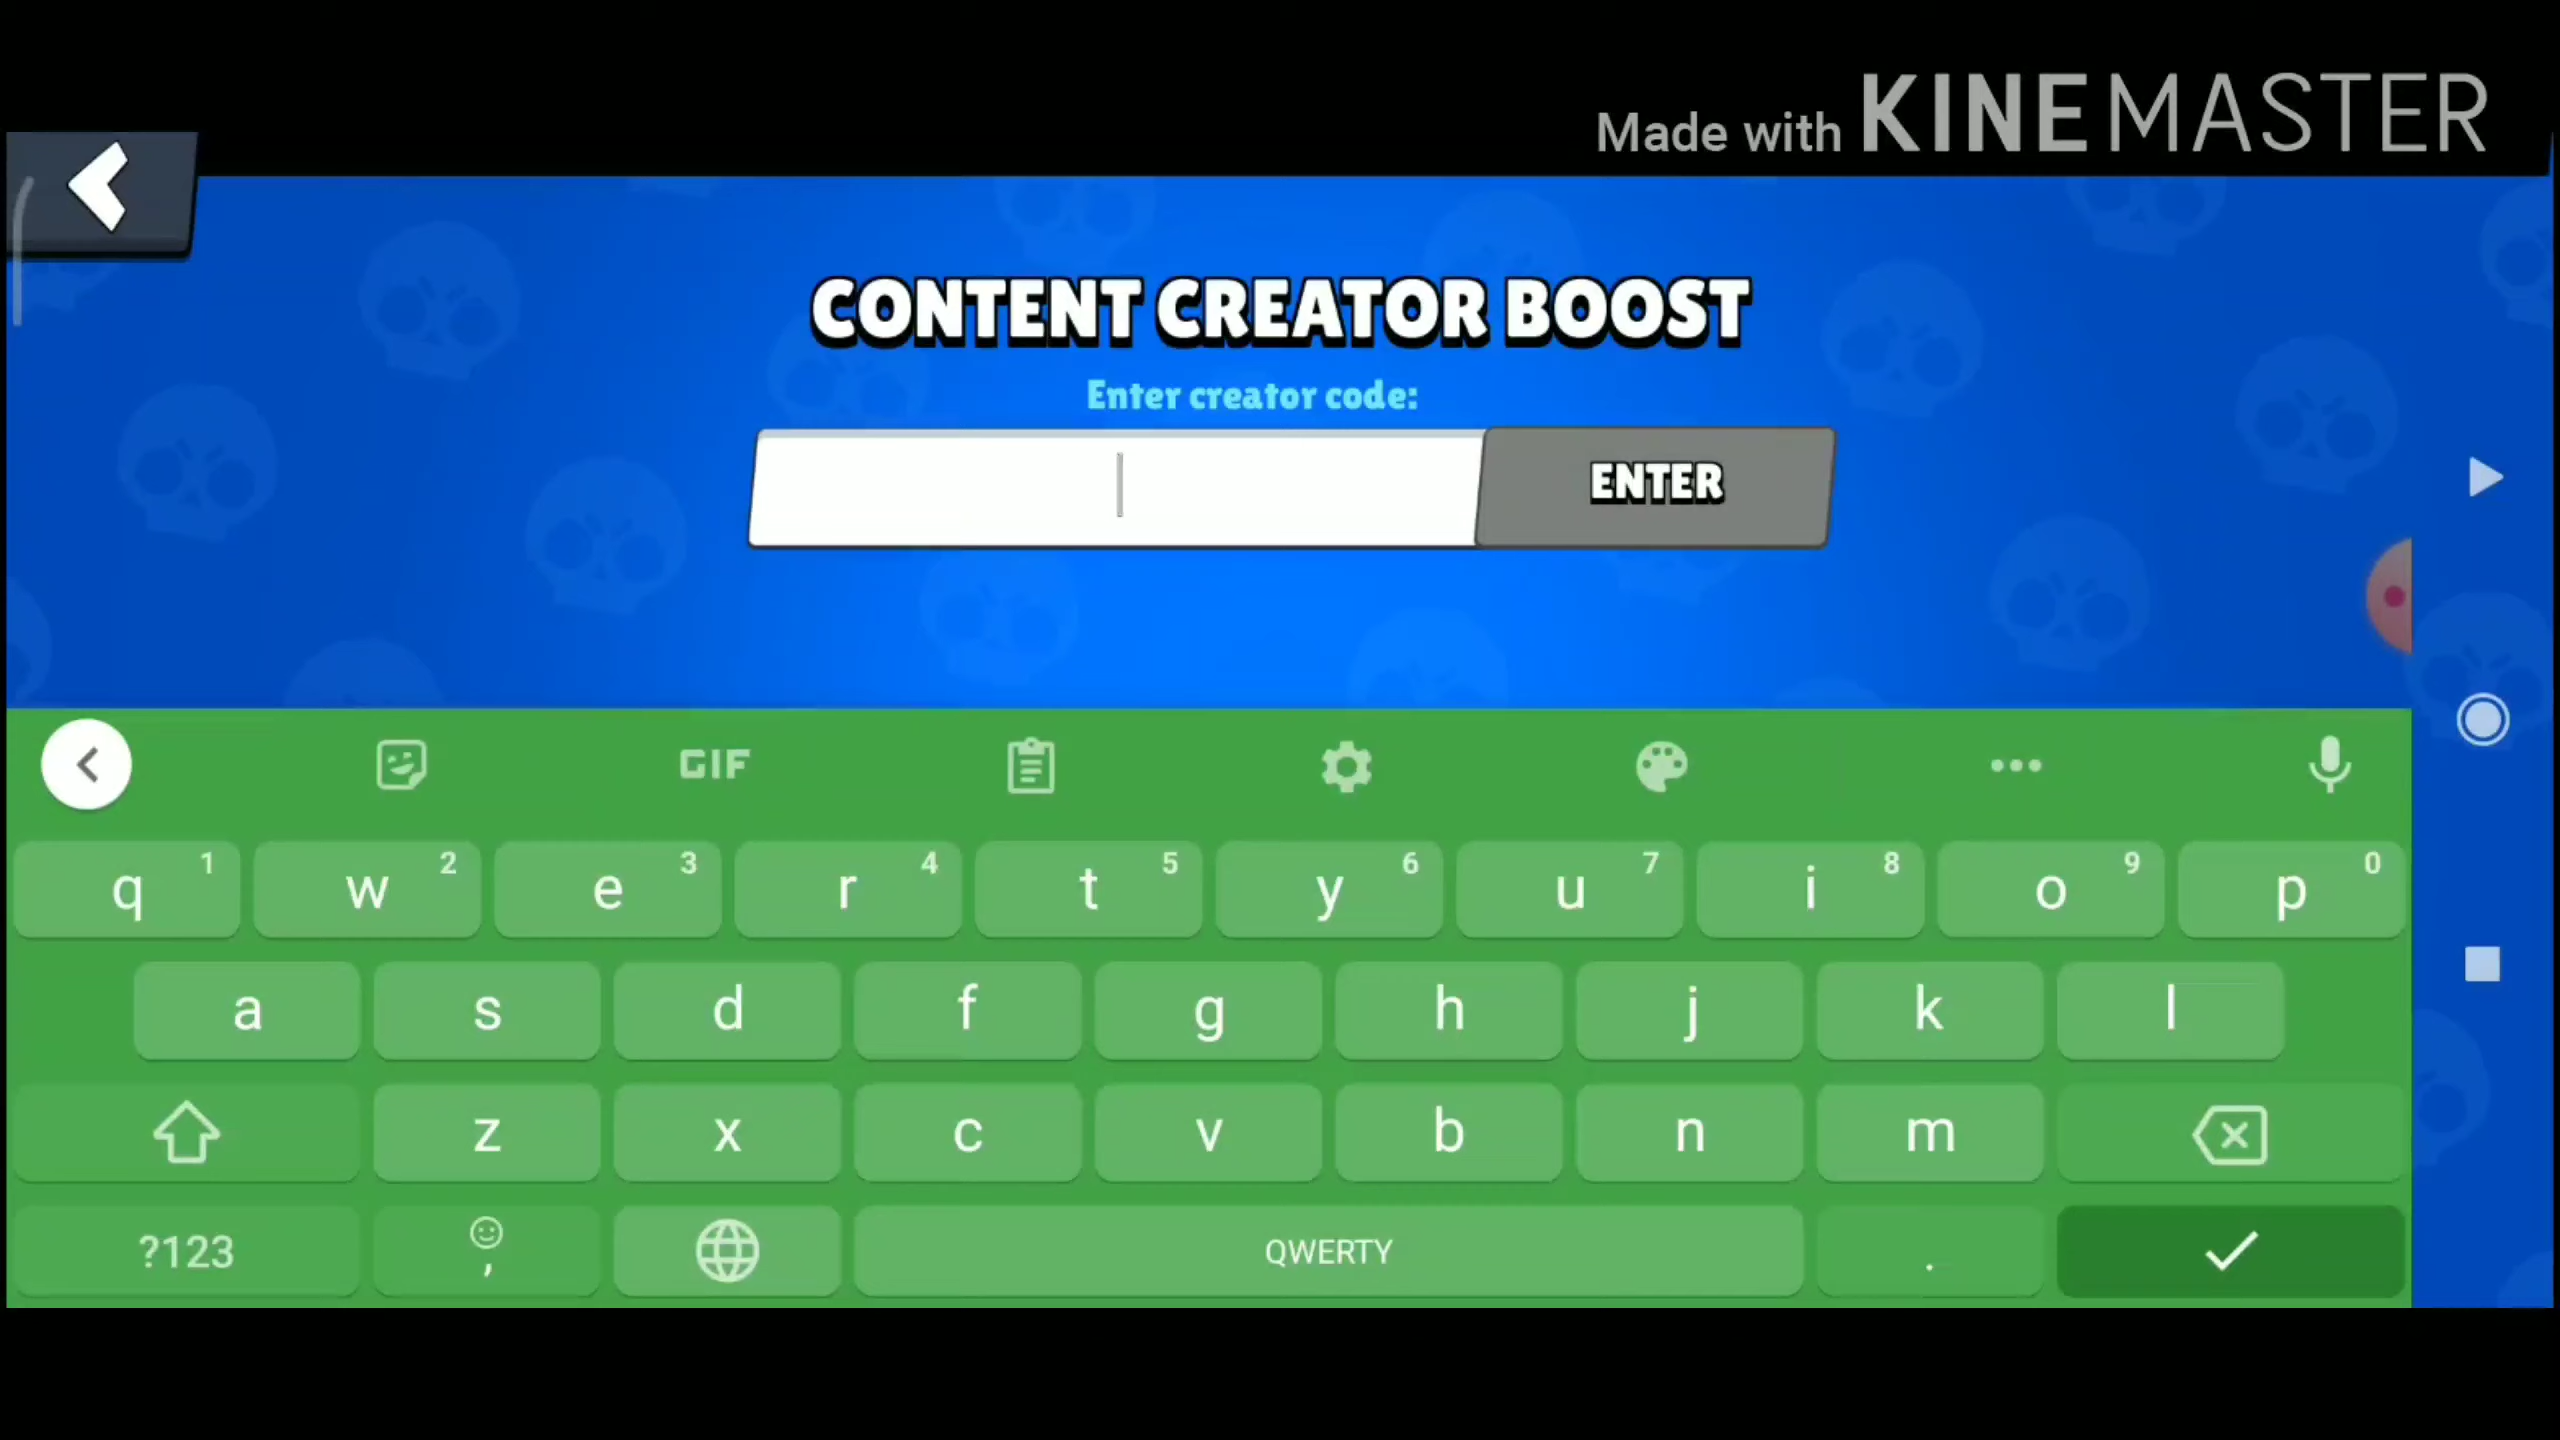 Made with KINEMASTER
CONTENT CREATOR BOOST
Enter creator code:
ENTER
GIF
q 1 w 2 e 3 r 4 t 5 y 6 u 7 i 8 o 9 p 0
a s d f g h j k l
z x c v b n m
?123 , QWERTY .